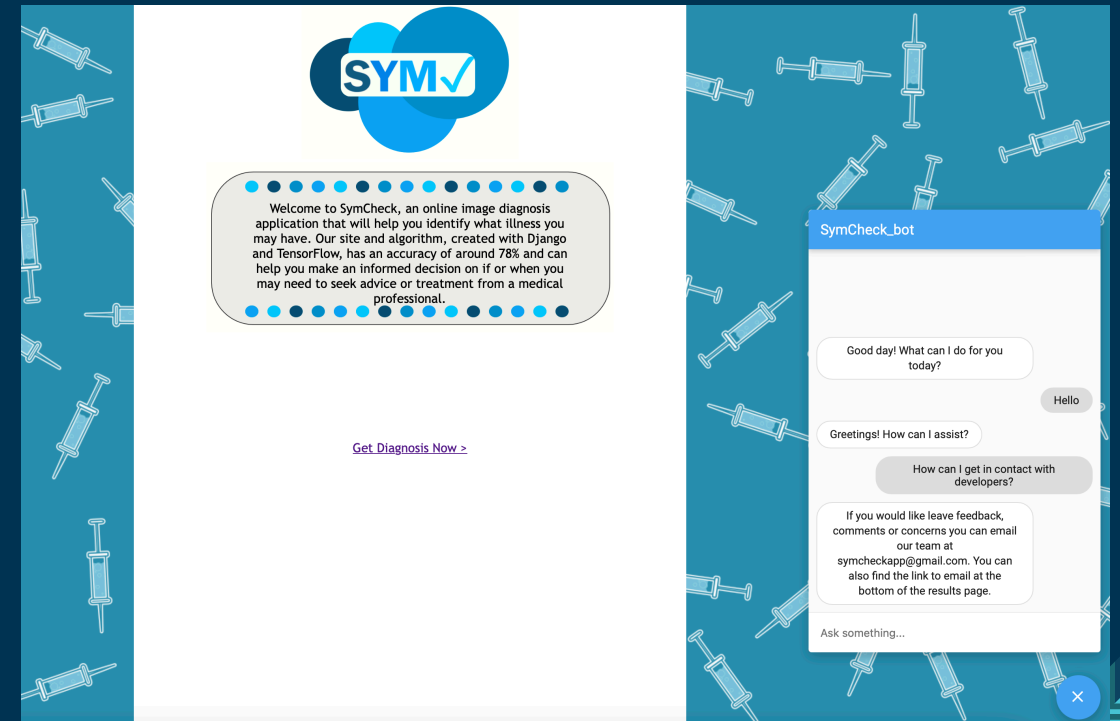 SYM
Welcome to SymCheck, an online image diagnosis
application that will help you identify what illness you
may have. Our site and algorithm, created with Django
and TensorFlow, has an accuracy of around 78% and can
help you make an informed decision on if or when you
may need to seek advice or treatment from a medical
professional.
Get Diagnosis Now >
SymCheck_bot
Good day! What can I do for you
today?
Hello
Greetings! How can I assist?
How can I get in contact with
developers?
If you would like leave feedback,
comments or concerns you can email
our team at
symcheckapp@gmail.com. You can
also find the link to email at the
bottom of the results page.
Ask something...